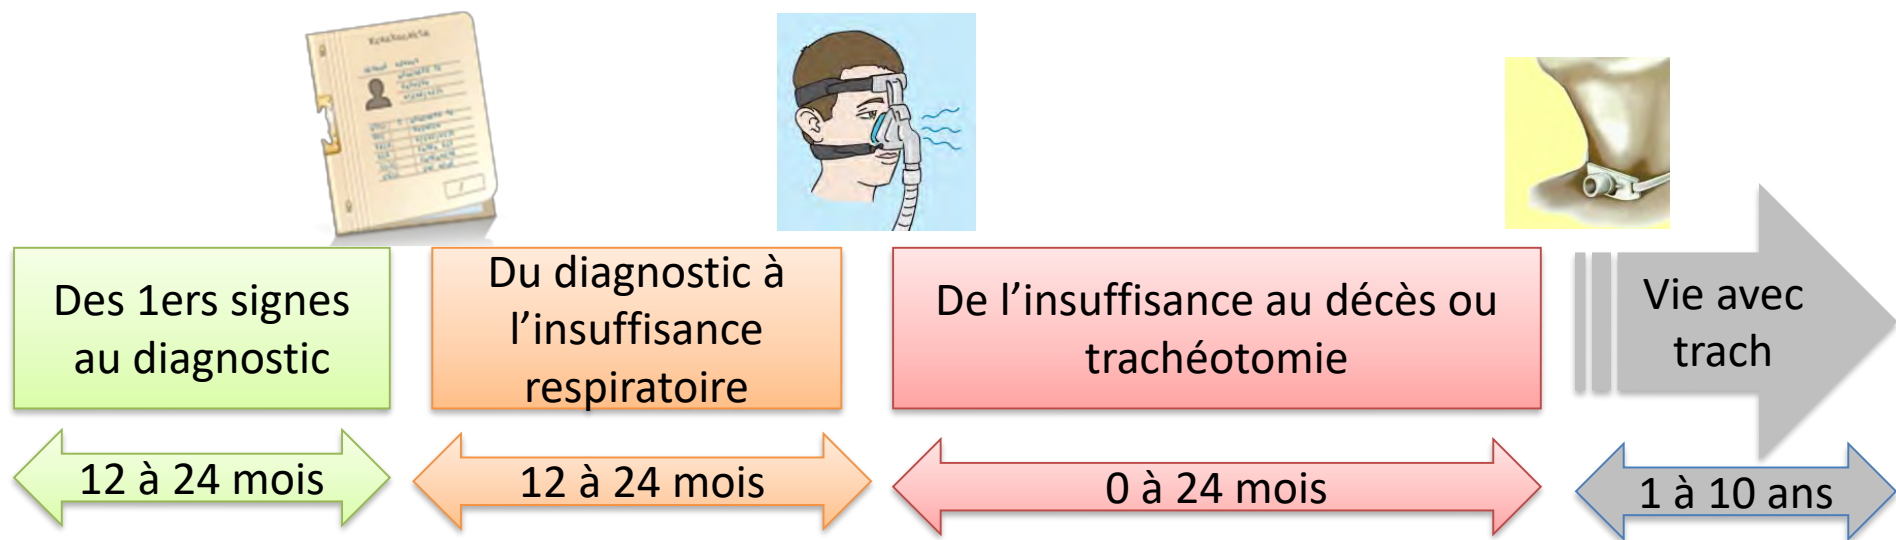 Des 1ers signes
au diagnostic
Du diagnostic à
l’insuffisance
respiratoire
De l’insuffisance au décès ou
trachéotomie
Vie avec
trach
12 à 24 mois
12 à 24 mois
0 à 24 mois
1 à 10 ans